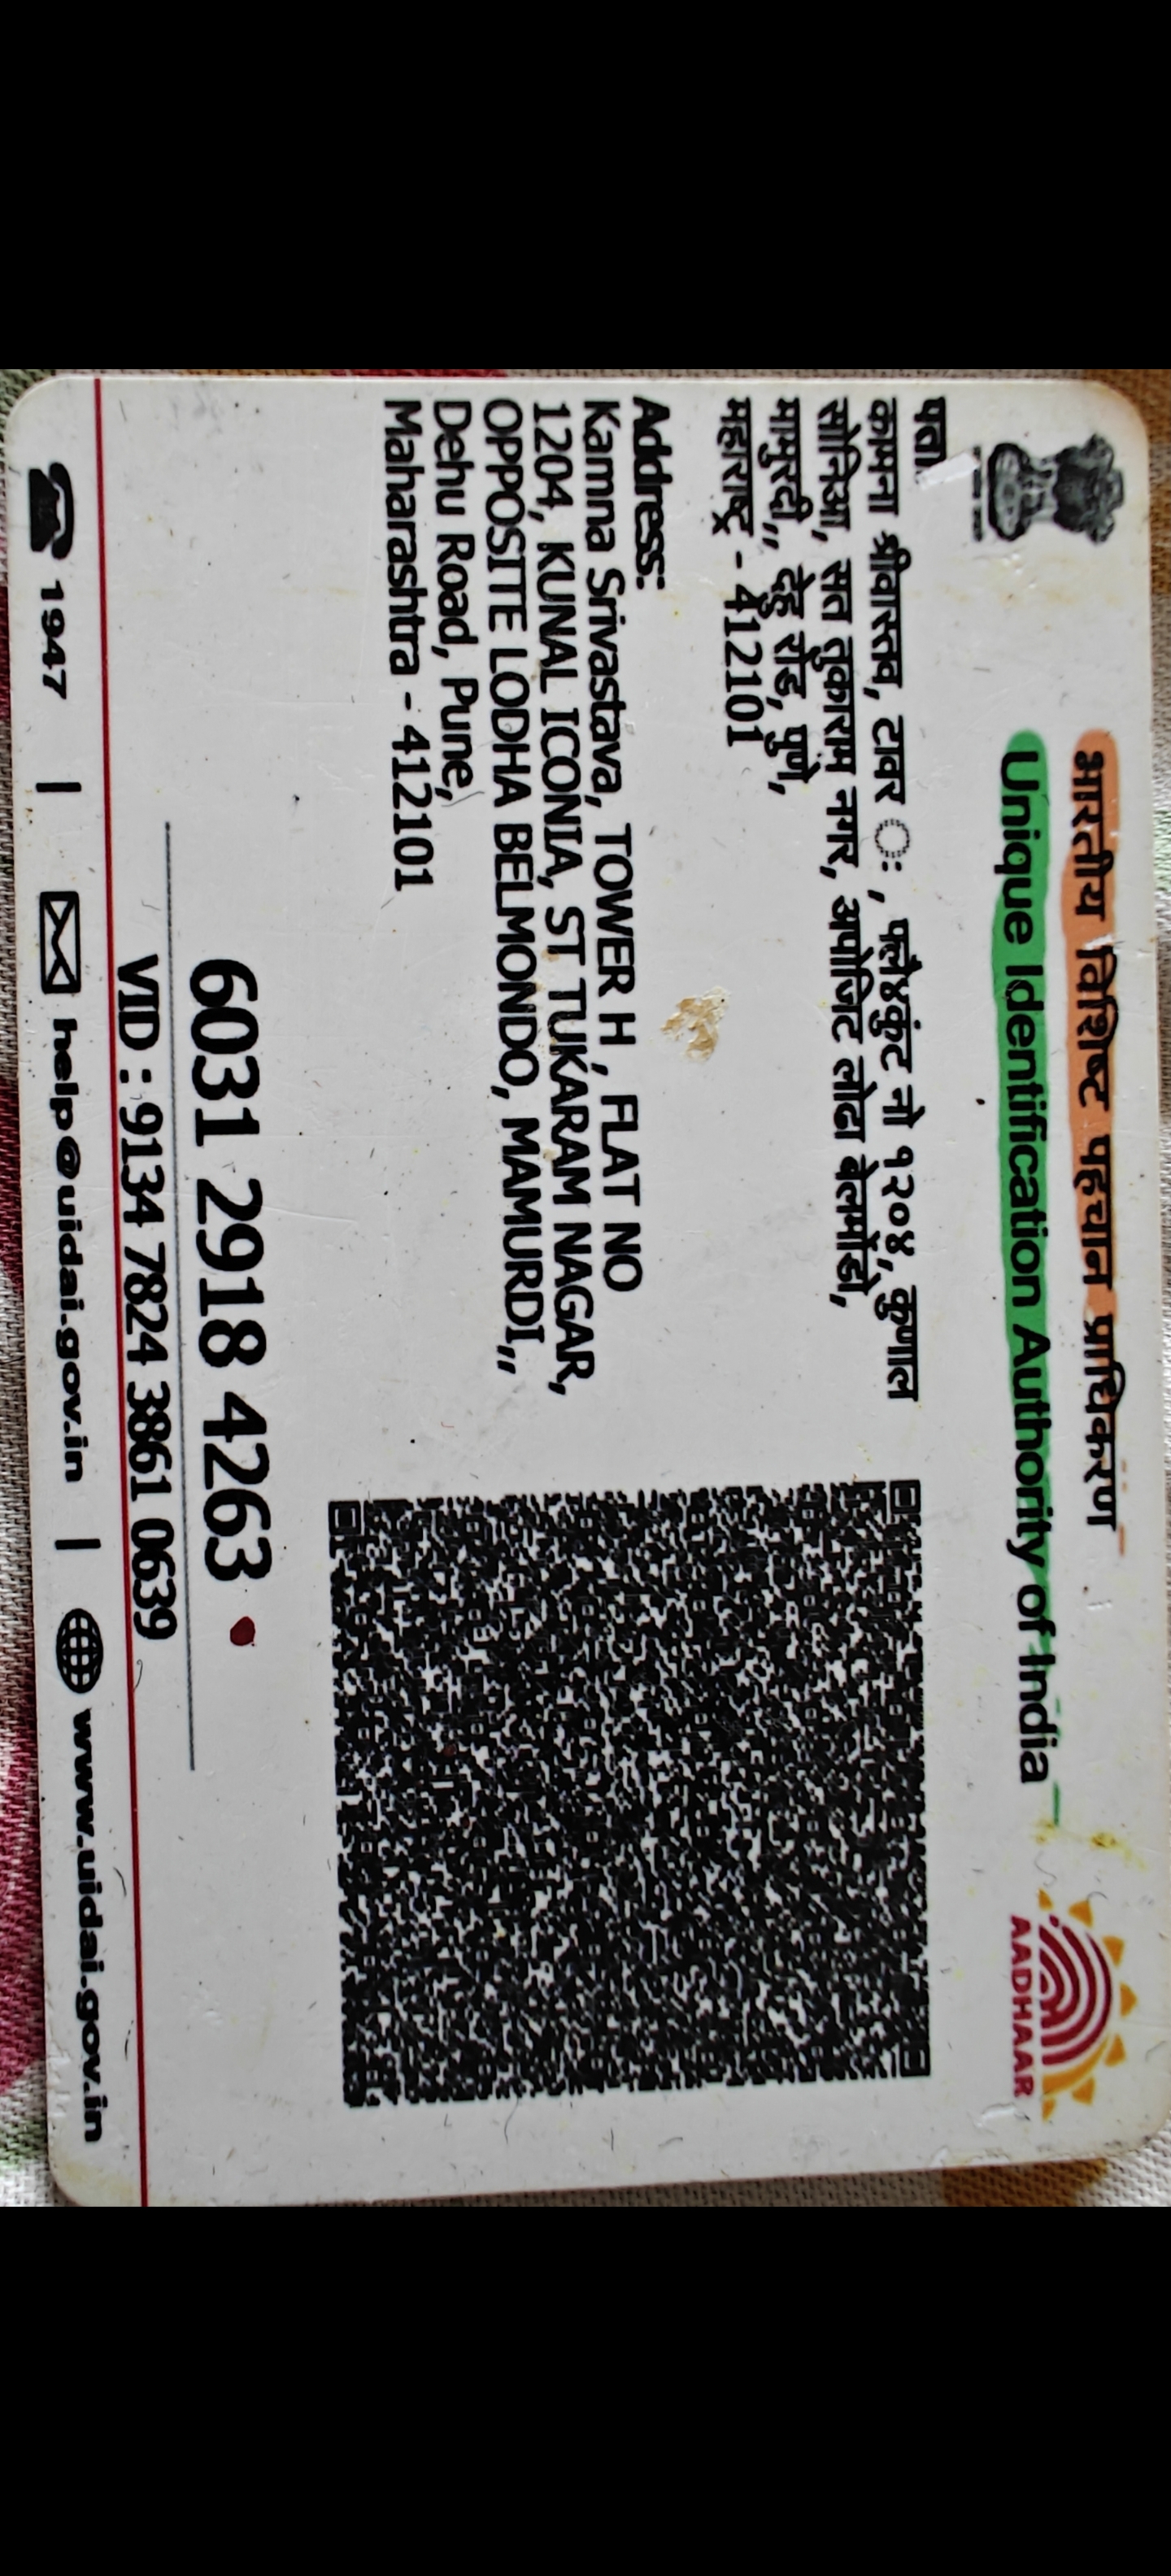 भारतीय विशिष्ट पहचान प्राधिकरण
Unique Identification Authority of India
AADHAAR
पता:
कामना श्रीवास्तव, टावर ः , फ्लैकुंट नो १२०४, कुणाल
सोनिआ, सत तुकाराम नगर, अपोजिट लोढा बेलमोंडो,
मामुरदी,, देहु रोड, पुणे,
महाराष्ट्र - 412101
Address:
Kamna Srivastava, TOWER H , FLAT NO
1204, KUNAL ICONIA, ST TUKARAM NAGAR,
OPPOSITE LODHA BELMONDO, MAMURDI,,
Dehu Road, Pune,
Maharashtra - 412101
6031 2918 4263
VID : 9134 7824 3861 0639
1947 | help@uidai.gov.in | www.uidai.gov.in